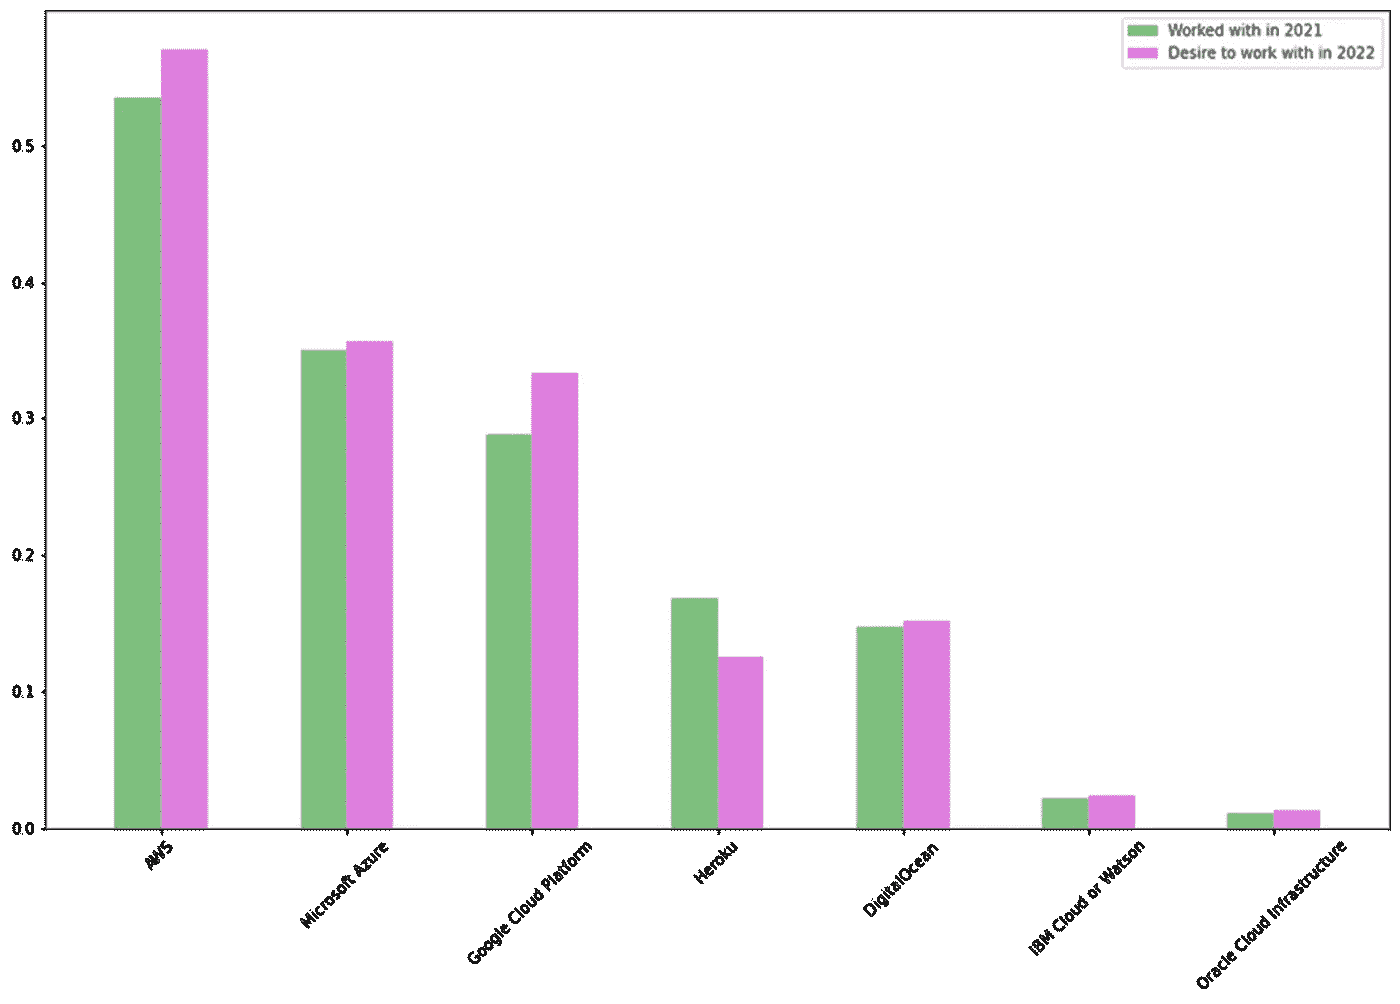 Worked with in 2021
Desire to work with in 2022
0.5
0.4
0.3
0.2
0.1
0.0
AWS
Microsoft Azure
Google Cloud Platform
Heroku
DigitalOcean
IBM Cloud or Watson
Oracle Cloud Infrastructure